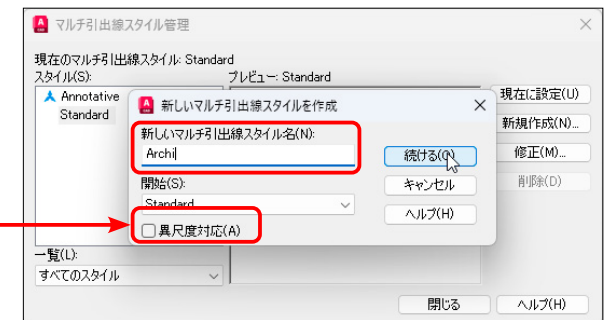 マルチ引出線スタイル管理
現在のマルチ引出線スタイル: Standard
スタイル(S):
プレビュー: Standard
Annotative
Standard
現在に設定(U)
新規作成(N)...
修正(M)...
削除(D)
新しいマルチ引出線スタイルを作成
新しいマルチ引出線スタイル名(N):
Archi
続ける(O)
開始(S):
キャンセル
Standard
ヘルプ(H)
異尺度対応(A)
一覧(L):
すべてのスタイル
閉じる
ヘルプ(H)